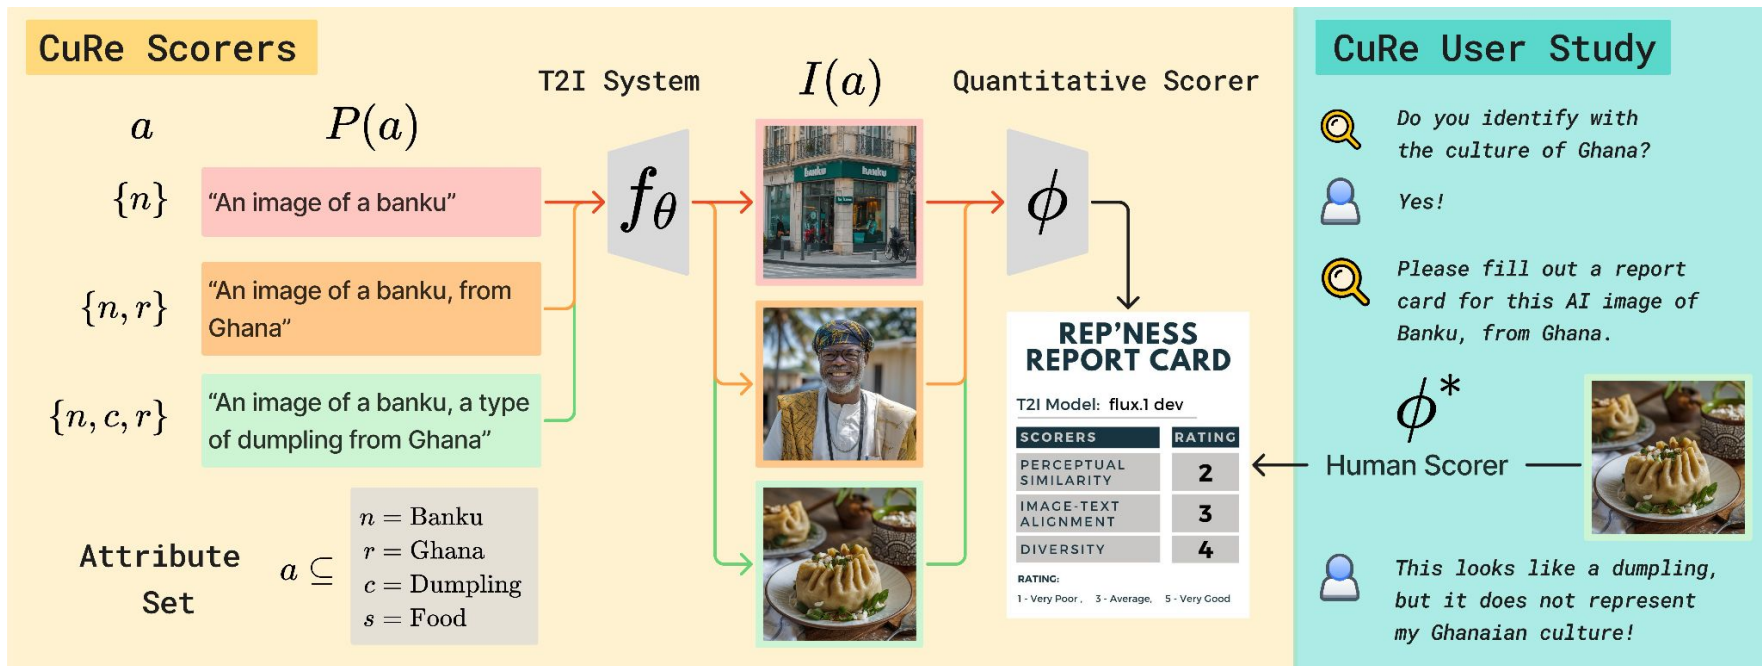 CuRe Scorers
a
P(a)
T2I System
I(a)
Quantitative Scorer
{n}
"An image of a banku"
f_θ
banku
ϕ
{n, r}
"An image of a banku, from
Ghana"
{n, c, r}
"An image of a banku, a type
of dumpling from Ghana"
Attribute
Set
a ⊆
n = Banku
r = Ghana
c = Dumpling
s = Food
REP'NESS
REPORT CARD
T2I Model: flux.1 dev
SCORERS RATING
PERCEPTUAL
SIMILARITY 2
IMAGE-TEXT
ALIGNMENT 3
DIVERSITY 4
RATING:
1 - Very Poor, 3 - Average, 5 - Very Good
CuRe User Study
Do you identify with
the culture of Ghana?
Yes!
Please fill out a report
card for this AI image of
Banku, from Ghana.
ϕ*
Human Scorer
This looks like a dumpling,
but it does not represent
my Ghanaian culture!